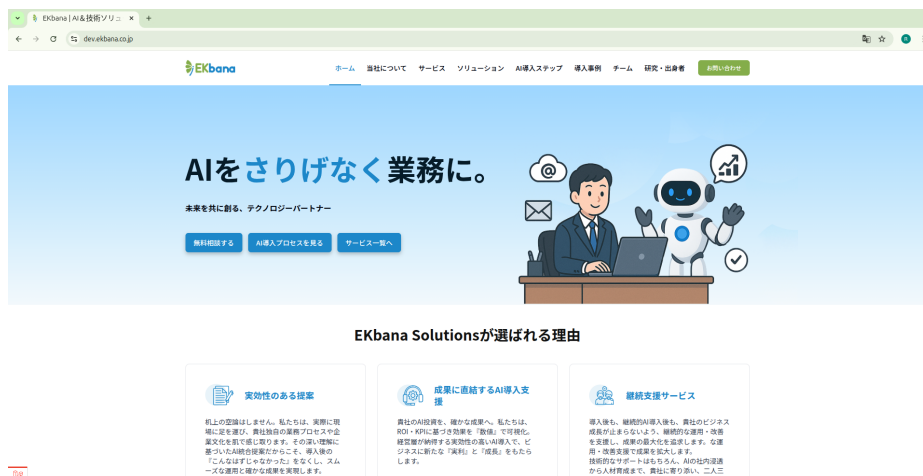 EKbana | AI & 技術ソリュ
dev.ekbana.co.jp
EKbana
ホーム 当社について サービス ソリューション AI導入ステップ 導入事例 チーム 研究・出身者 お問い合わせ
AIをさりげなく業務に。
未来を共に創る、テクノロジーパートナー
無料相談する AI導入プロセスを見る サービス一覧へ
EKbana Solutionsが選ばれる理由
実効性のある提案
机上の空論はしません。私たちは、実際に現
場に足を運び、貴社独自の業務プロセスや企
業文化を肌で感じ取ります。その深い理解に
基づいたAI統合提案だからこそ、導入後の
『こんなはずじゃなかった』をなくし、スム
ーズな運用と確かな成果を実現します。
成果に直結するAI導入支
援
貴社のAI投資を、確かな成果へ。私たちは、
ROI・KPIに基づき効果を『数値』で可視化。
経営層が納得する実効性の高いAI導入で、ビ
ジネスに新たな『実利』と『成長』をもたら
します。
継続支援サービス
導入後も、継続的AI導入後も、貴社のビジネス
成長が止まらないよう、継続的な運用・改善
を支援し、成果の最大化を追求します。な運
用・改善支援で成果を拡大します。
技術的なサポートはもちろん、AIの社内浸透
から人材育成まで、貴社に寄り添い、二人三